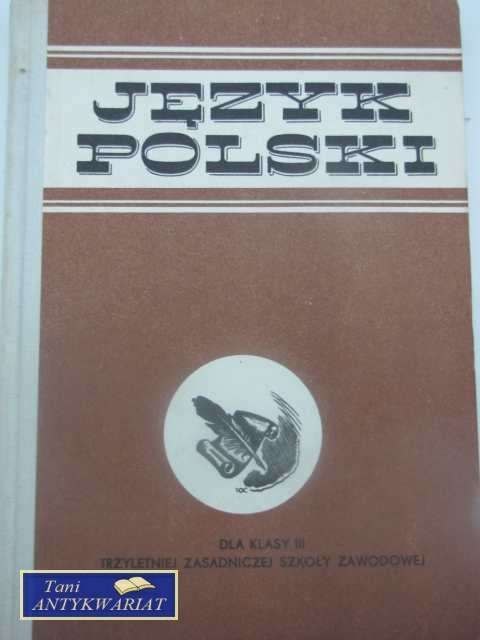 JĘZYK
POLSKI
DLA KLASY III
TRZYLETNIEJ ZASADNICZEJ SZKOŁY ZAWODOWEJ
Tani
ANTYKWARIAT